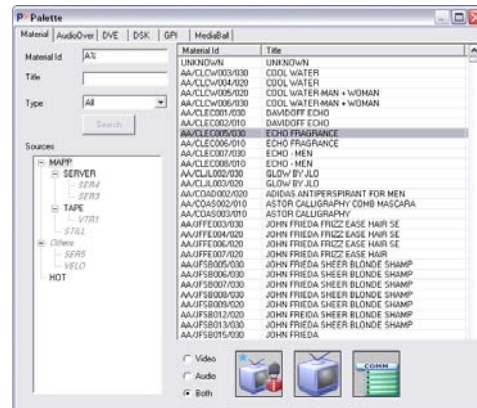 Palette
Material AudioOver DVE DSK GPI MediaBall
Material Id A%
Title
Type All
Search
Sources
MAPP
SERVER
SER4
SER3
TAPE
VTR1
STILL
Others
SER5
VELO
HOT
Material Id Title
UNKNOWN UNKNOWN
AA/CLCW003/030 COOL WATER
AA/CLCW004/020 COOL WATER
AA/CLCW005/020 COOL WATER-MAN + WOMAN
AA/CLCW006/030 COOL WATER-MAN + WOMAN
AA/CLEC001/030 DAVIDOFF ECHO
AA/CLEC002/010 DAVIDOFF ECHO
AA/CLEC005/030 ECHO FRAGRANCE
AA/CLEC006/010 ECHO FRAGRANCE
AA/CLEC007/030 ECHO - MEN
AA/CLEC008/010 ECHO - MEN
AA/CLJL002/030 GLOW BY JLO
AA/CLJL003/020 GLOW BY JLO
AA/COAD002/020 ADIDAS ANTIPERSPIRANT FOR MEN
AA/COAS002/010 ASTOR CALLIGRAPHY COMB MASCARA
AA/COAS003/010 ASTOR CALLIGRAPHY
AA/JFFE003/030 JOHN FRIEDA FRIZZ EASE HAIR SE
AA/JFFE004/020 JOHN FRIEDA FRIZZ EASE HAIR SE
AA/JFFE006/020 JOHN FRIEDA FRIZZ EASE HAIR SE
AA/JFFE007/020 JOHN FRIEDA FRIZZ EASE HAIR
AA/JFSB005/030 JOHN FRIEDA SHEER BLONDE SHAMP
AA/JFSB006/030 JOHN FRIEDA SHEER BLONDE SHAMP
AA/JFSB007/030 JOHN FRIEDA SHEER BLONDE SHAMP
AA/JFSB008/030 JOHN FRIEDA SHEER BLONDE SHAMP
AA/JFSB009/020 JOHN FRIEDA SHEER BLONDE SHAMP
AA/JFSB012/020 JOHN FRIEDA SHEER BLONDE SHAMP
AA/JFSB013/030 JOHN FRIEDA SHEER BLONDE SHAMP
AA/JFSB015/030 JOHN FRIEDA
Video
Audio
Both
COMM